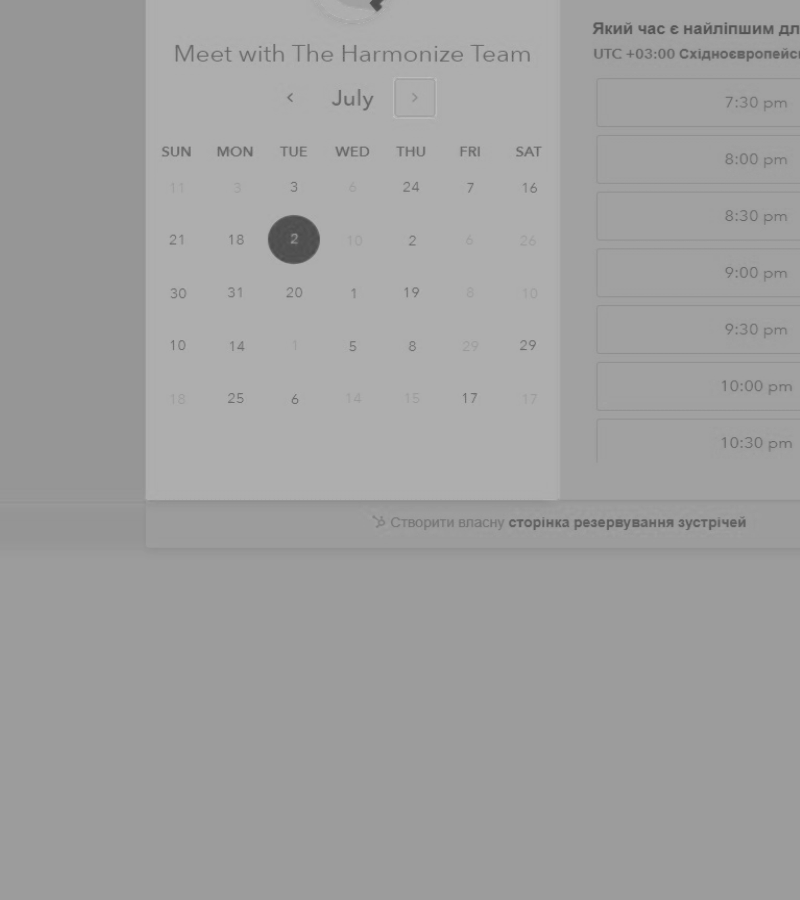 Meet with The Harmonize Team
July
SUN MON TUE WED THU FRI SAT
11 3 3 6 24 7 16
21 18 2 10 2 6 26
30 31 20 1 19 8 10
10 14 1 5 8 29 29
18 25 6 14 15 17 17
Який час є найліпшим
UTC +03:00
7:30 pm
8:00 pm
8:30 pm
9:00 pm
9:30 pm
10:00 pm
10:30 pm
Створити власну сторінка резервування зустрічей